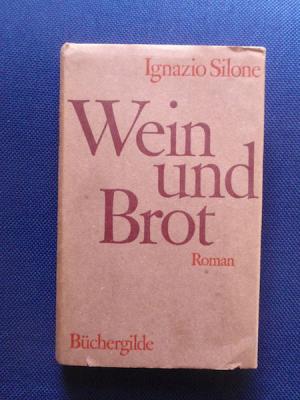 Ignazio Silone
Wein
und
Brot
Roman
Büchergilde